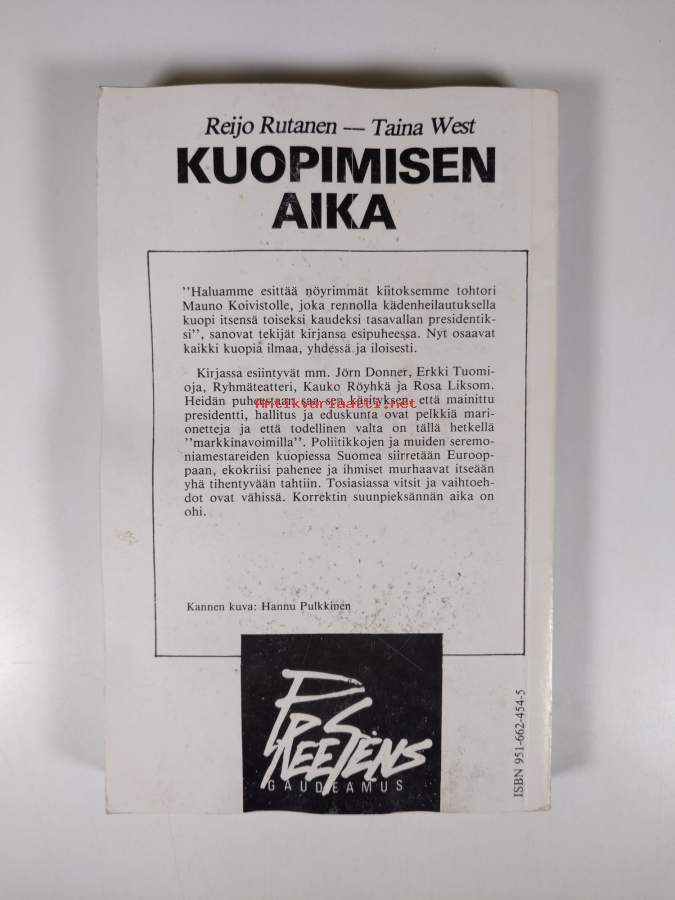 Reijo Rutanen — Taina West
KUOPIMISEN
AIKA
"Haluamme esittää nöyrimmät kiitoksemme tohtori
Mauno Koivistolle, joka rennolla kädenheilautuksella
kuopi itsensä toiseksi kaudeksi tasavallan presidentik-
si", sanovat tekijät kirjansa esipuheessa. Nyt osaavat
kaikki kuopia ilmaa, yhdessä ja iloisesti.
Kirjassa esiintyvät mm. Jörn Donner, Erkki Tuomi-
oja, Ryhmäteatteri, Kauko Röyhkä ja Rosa Liksom.
Heidän puheistaan saa sen käsityksen, että mainittu
Antikvariaatti.net
presidentti, hallitus ja eduskunta ovat pelkkiä mari-
onetteja ja että todellinen valta on tällä hetkellä
"markkinavoimilla". Poliitikkojen ja muiden seremo-
niamestareiden kuopiessa Suomea siirretään Euroop-
paan, ekokriisi pahenee ja ihmiset murhaavat itseään
yhä tihentyvään tahtiin. Tosiasiassa vitsit ja vaihtoeh-
dot ovat vähissä. Korrektin suunpieksännän aika on
ohi.
Kannen kuva: Hannu Pulkkinen
PREESENS
GAUDEAMUS
ISBN 951-662-454-5